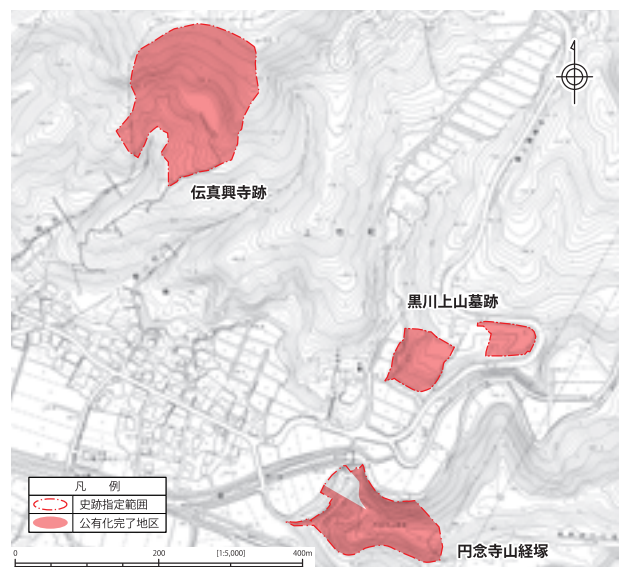 伝真興寺跡
黒川上山墓跡
凡 例
史跡指定範囲
公有化完了地区
円念寺山経塚
0 200 [1:5,000] 400m